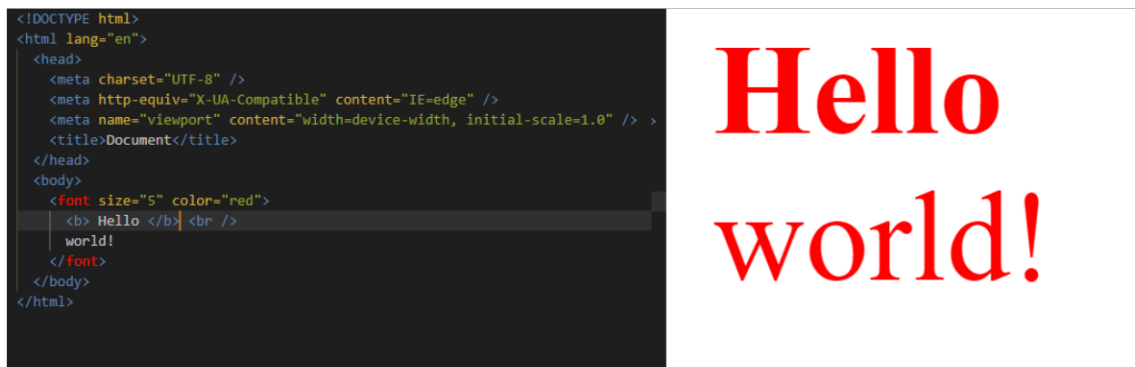 <!DOCTYPE html>
<html lang="en">
<head>
<meta charset="UTF-8" />
<meta http-equiv="X-UA-Compatible" content="IE=edge" />
<meta name="viewport" content="width=device-width, initial-scale=1.0" />
<title>Document</title>
</head>
<body>
<font size="5" color="red">
<b> Hello </b> <br />
world!
</font>
</body>
</html>
Hello
world!